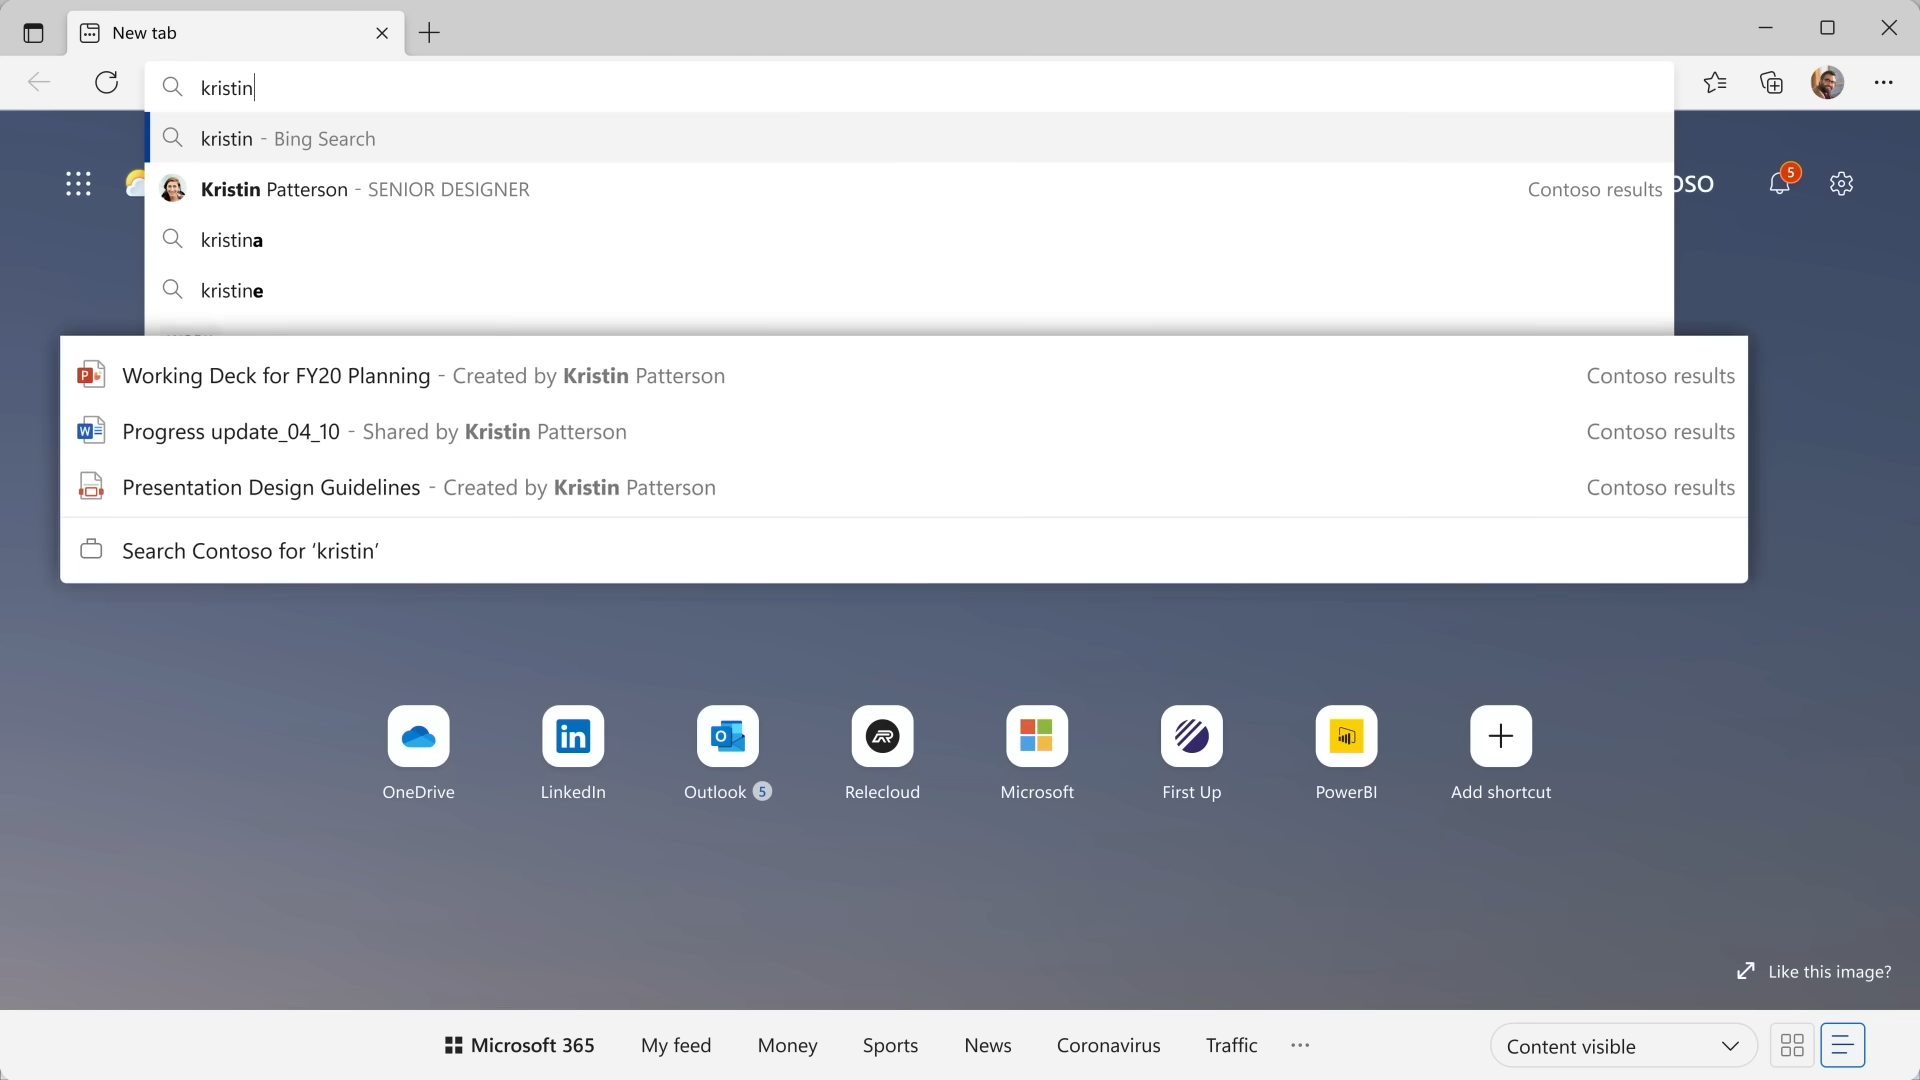 New tab
kristin
kristin - Bing Search
Kristin Patterson - SENIOR DESIGNER Contoso results
OSO 5
kristina
kristine
Working Deck for FY20 Planning - Created by Kristin Patterson Contoso results
Progress update_04_10 - Shared by Kristin Patterson Contoso results
Presentation Design Guidelines - Created by Kristin Patterson Contoso results
Search Contoso for ‘kristin’
OneDrive LinkedIn Outlook 5 Relecloud Microsoft First Up PowerBI Add shortcut
Like this image?
Microsoft 365 My feed Money Sports News Coronavirus Traffic ... Content visible